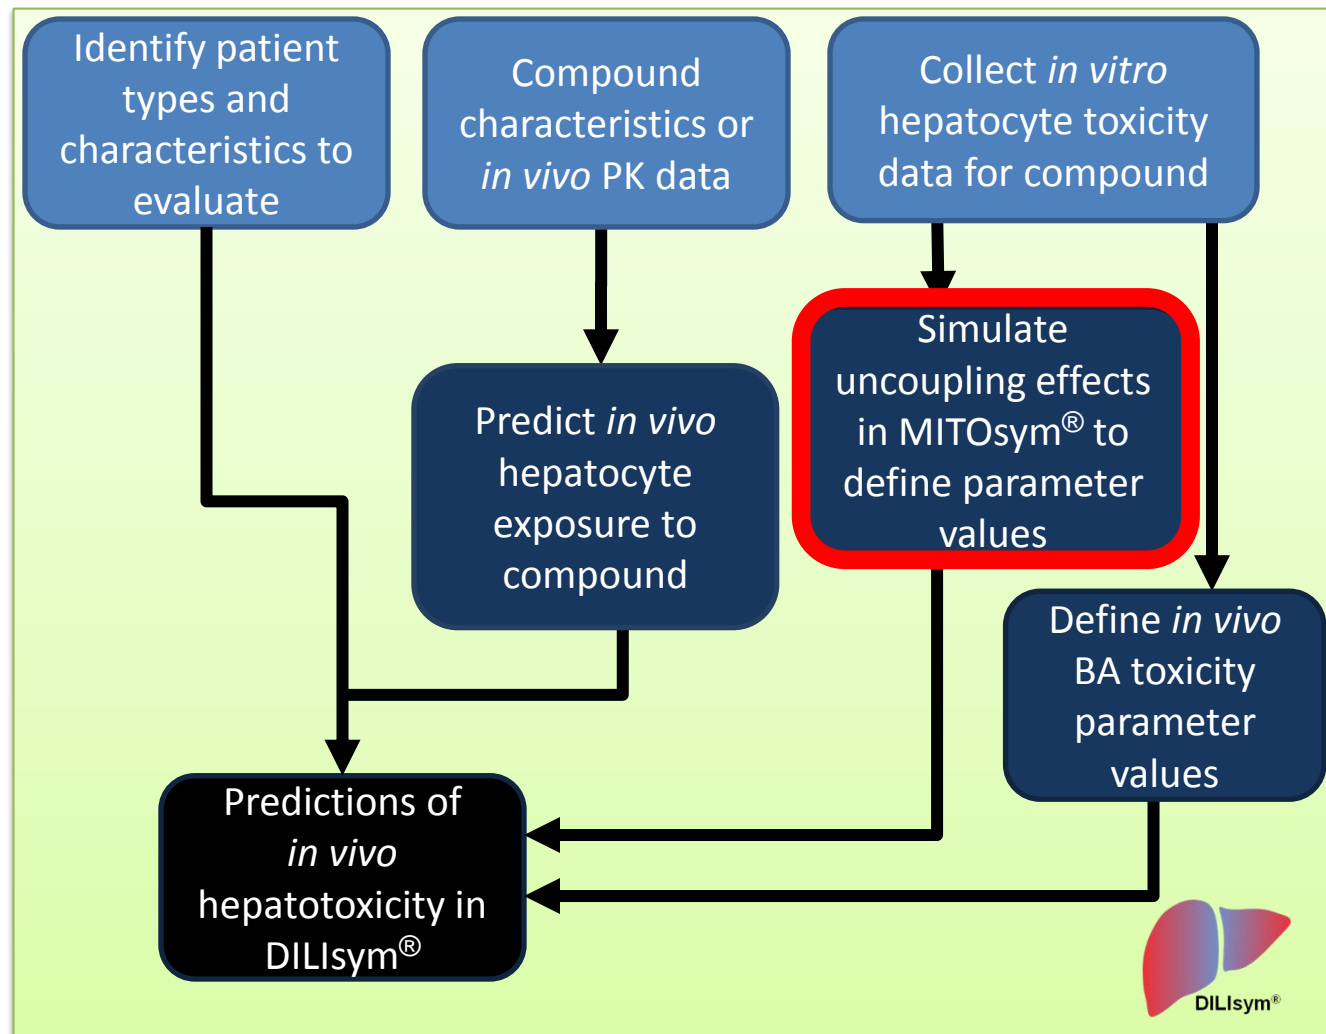 Identify patient
types and
characteristics to
evaluate
Compound
characteristics or
in vivo PK data
Collect in vitro
hepatocyte toxicity
data for compound
Simulate
uncoupling effects
in MITOsym® to
define parameter
values
Predict in vivo
hepatocyte
exposure to
compound
Define in vivo
BA toxicity
parameter
values
Predictions of
in vivo
hepatotoxicity in
DILIsym®
DILIsym®